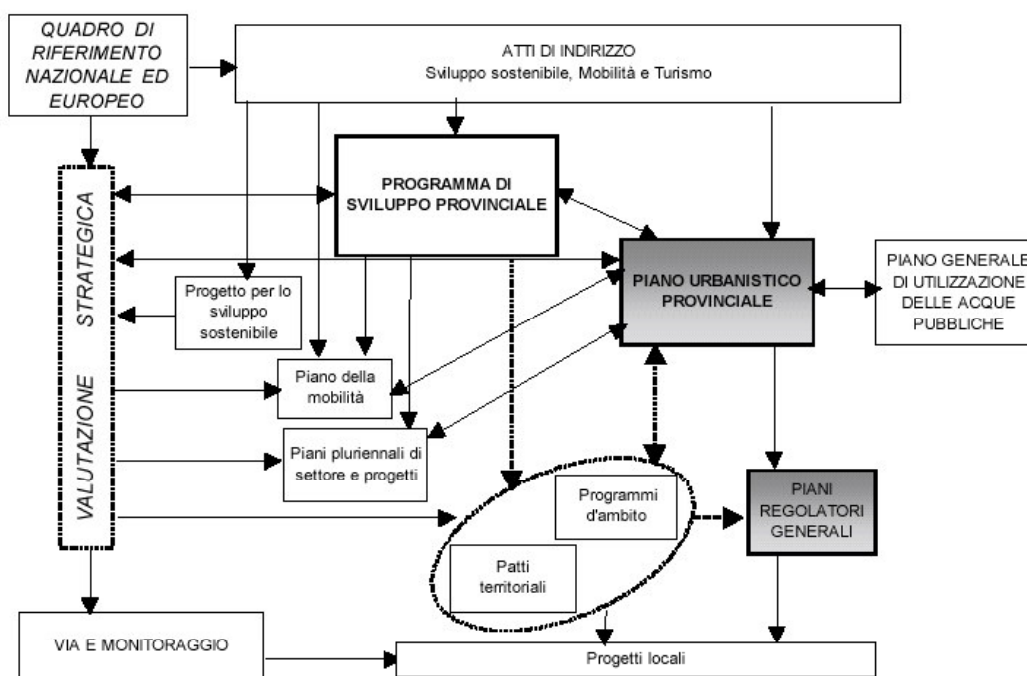 QUADRO DI
RIFERIMENTO
NAZIONALE ED
EUROPEO
ATTI DI INDIRIZZO
Sviluppo sostenibile, Mobilità e Turismo
PROGRAMMA DI
SVILUPPO PROVINCIALE
VALUTAZIONE STRATEGICA
PIANO URBANISTICO
PROVINCIALE
PIANO GENERALE
DI UTILIZZAZIONE
DELLE ACQUE
PUBBLICHE
Progetto per lo
sviluppo
sostenibile
Piano della
mobilità
Piani pluriennali di
settore e progetti
Programmi
d'ambito
PIANI
REGOLATORI
GENERALI
Patti
territoriali
VIA E MONITORAGGIO
Progetti locali